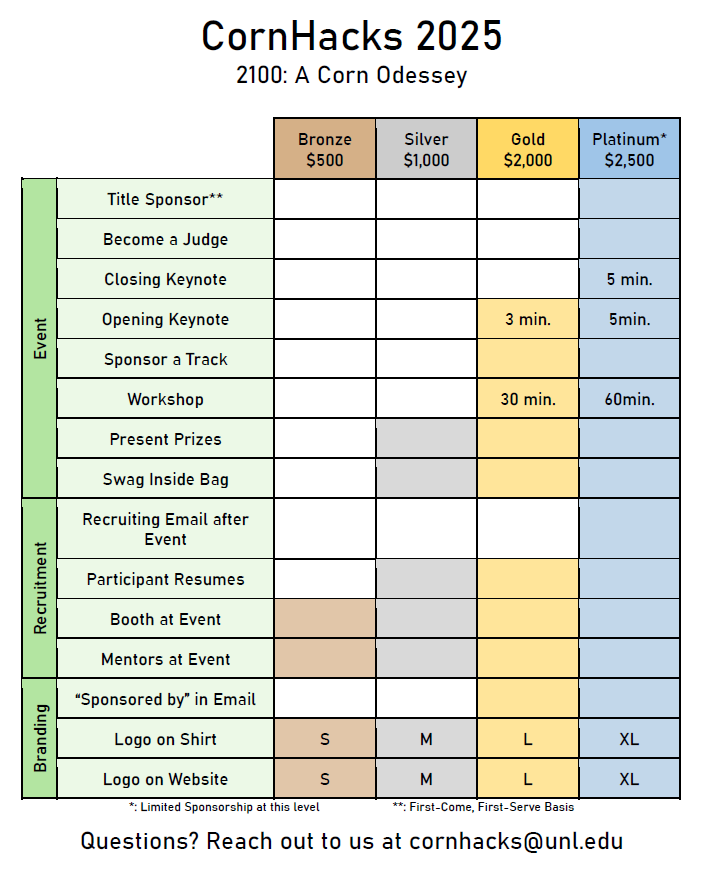 CornHacks 2025
2100: A Corn Odessey
Bronze
$500
Silver
$1,000
Gold
$2,000
Platinum*
$2,500
Event
Title Sponsor**
Become a Judge
Closing Keynote
5 min.
Opening Keynote
3 min.
5min.
Sponsor a Track
Workshop
30 min.
60min.
Present Prizes
Swag Inside Bag
Recruitment
Recruiting Email after
Event
Participant Resumes
Booth at Event
Mentors at Event
Branding
“Sponsored by” in Email
Logo on Shirt
S
M
L
XL
Logo on Website
S
M
L
XL
*: Limited Sponsorship at this level
**: First-Come, First-Serve Basis
Questions? Reach out to us at cornhacks@unl.edu